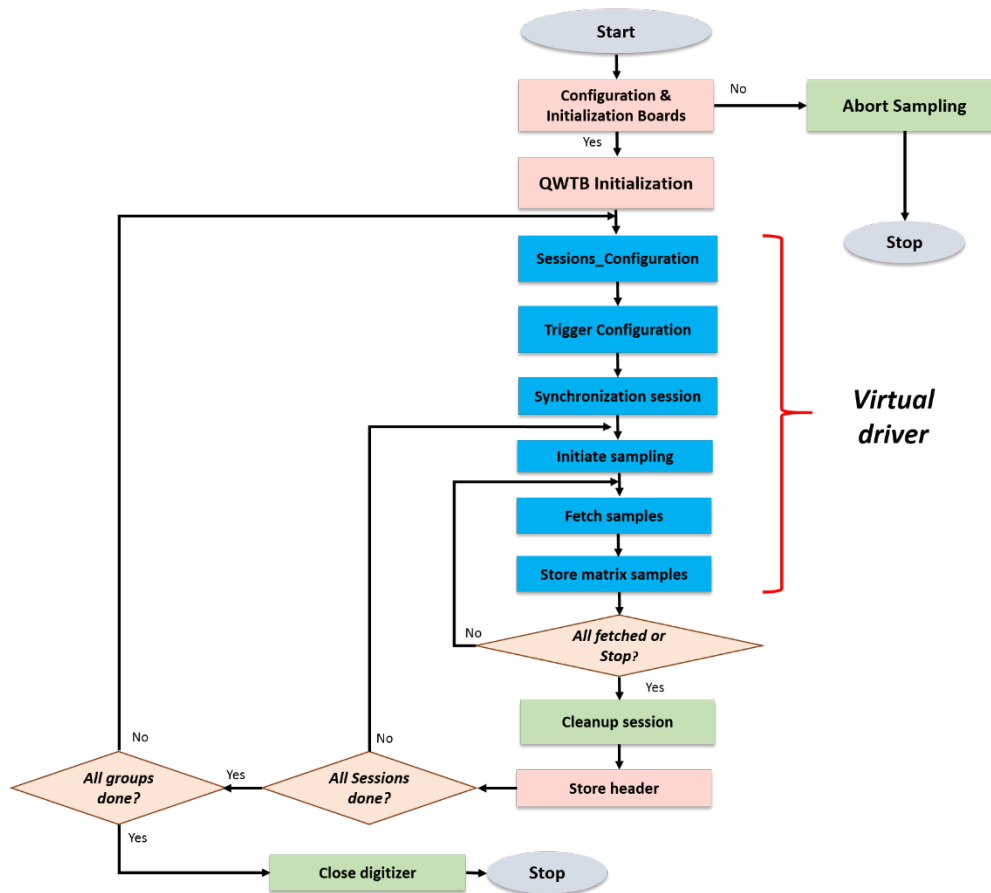 Start
Configuration &
Initialization Boards
No
Abort Sampling
Yes
QWTB Initialization
Stop
Sessions_Configuration
Trigger Configuration
Synchronization session
Virtual
driver
Initiate sampling
Fetch samples
Store matrix samples
No
All fetched or
Stop?
Yes
Cleanup session
No
No
All groups
done?
Yes
All Sessions
done?
Store header
Yes
Close digitizer
Stop